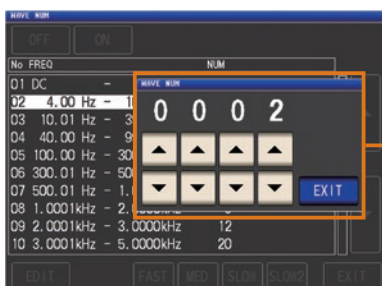 WAVE NUM
OFF ON
No FREQ NUM
01 DC -
02 4.00 Hz -
03 10.01 Hz -
04 40.00 Hz -
05 100.00 Hz -
06 300.01 Hz -
07 500.01 Hz -
08 1.0001kHz -
09 2.0001kHz - 3.0000kHz 12
10 3.0001kHz - 5.0000kHz 20
WAVE NUM
0 0 0 2
EXIT
EDIT FAST MED SLOW SLOW2 EXIT